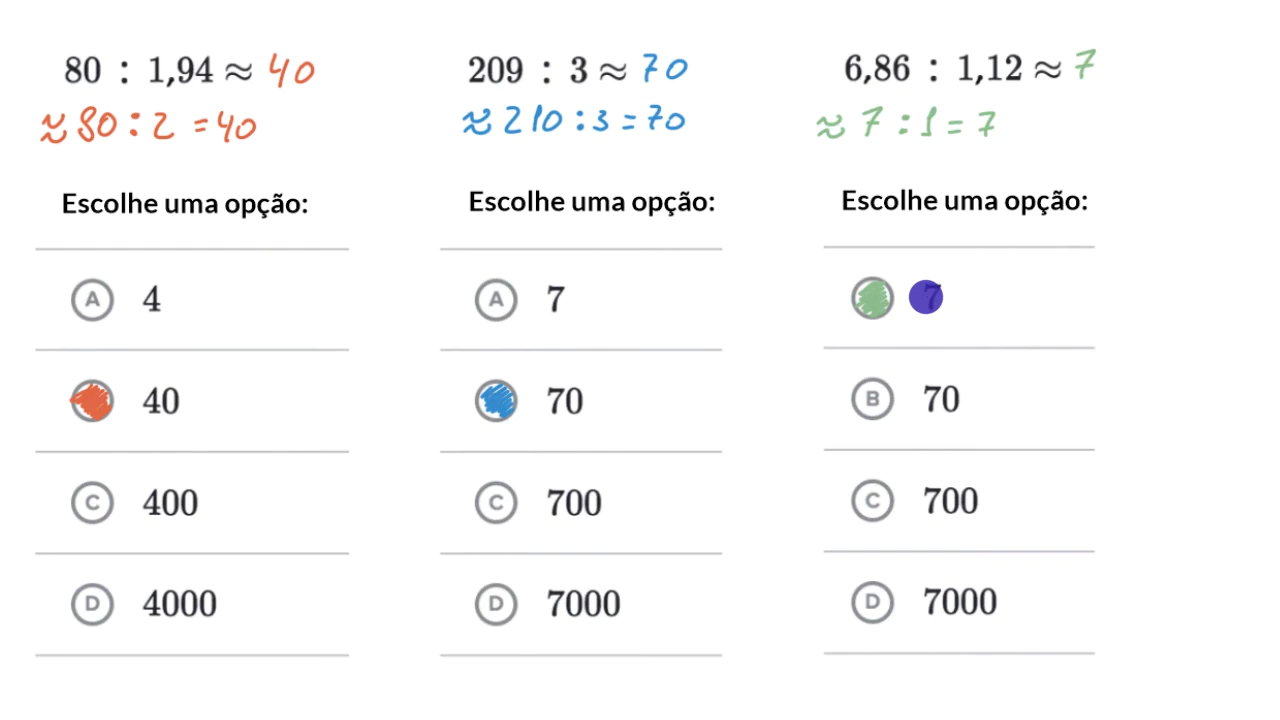 80 : 1,94 ≈ 40
≈ 80 : 2 = 40
Escolhe uma opção:
A 4
40
C 400
D 4000
209 : 3 ≈ 70
≈ 210 : 3 = 70
Escolhe uma opção:
A 7
70
C 700
D 7000
6,86 : 1,12 ≈ 7
≈ 7 : 1 = 7
Escolhe uma opção:
7
B 70
C 700
D 7000